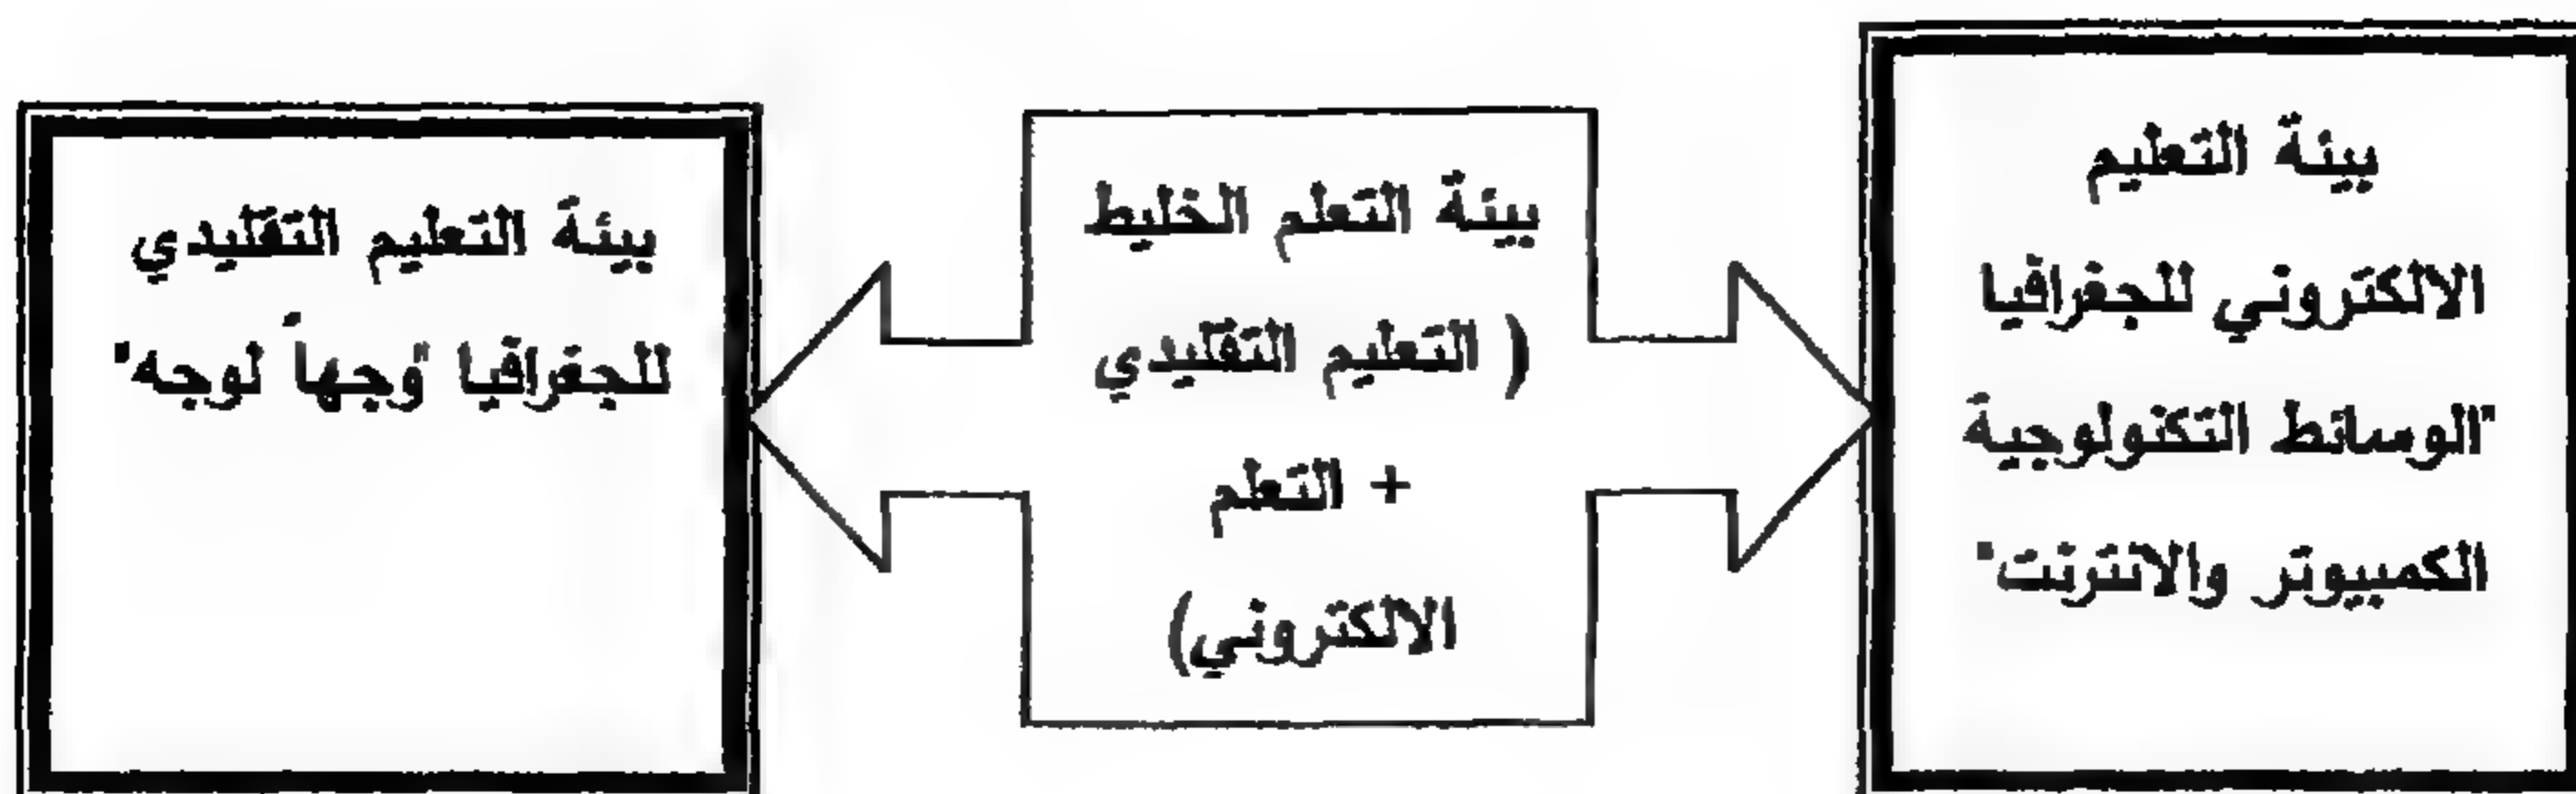 بيئة التعليم
الالكتروني للجغرافيا
"الوسائط التكنولوجية
الكمبيوتر والانترنت"
بيئة التعلم الخليط
( التعليم التقليدي
+ التعلم
الالكتروني)
بيئة التعليم التقليدي
للجغرافيا "وجهاً لوجه"